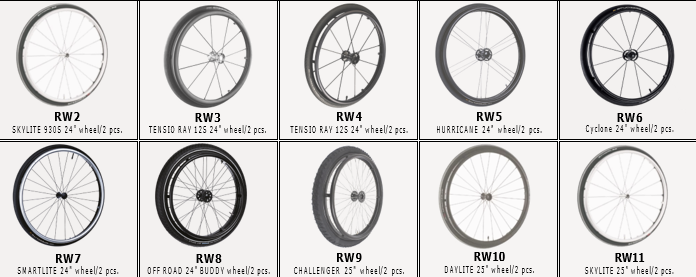 RW2
SKYLITE 930S 24" wheel/2 pcs.
RW3
TENSIO RAY 12S 24" wheel/2 pcs.
RW4
TENSIO RAY 12S 24" wheel/2 pcs.
RW5
HURRICANE 24" wheel/2 pcs.
RW6
Cyclone 24" wheel/2 pcs.
RW7
SMARTLITE 24" wheel/2 pcs.
RW8
OFF ROAD 24" BUDDY wheel/2 pcs.
RW9
CHALLENGER 25" wheel/2 pcs.
RW10
DAYLITE 25" wheel/2 pcs.
RW11
SKYLITE 25" wheel/2 pcs.